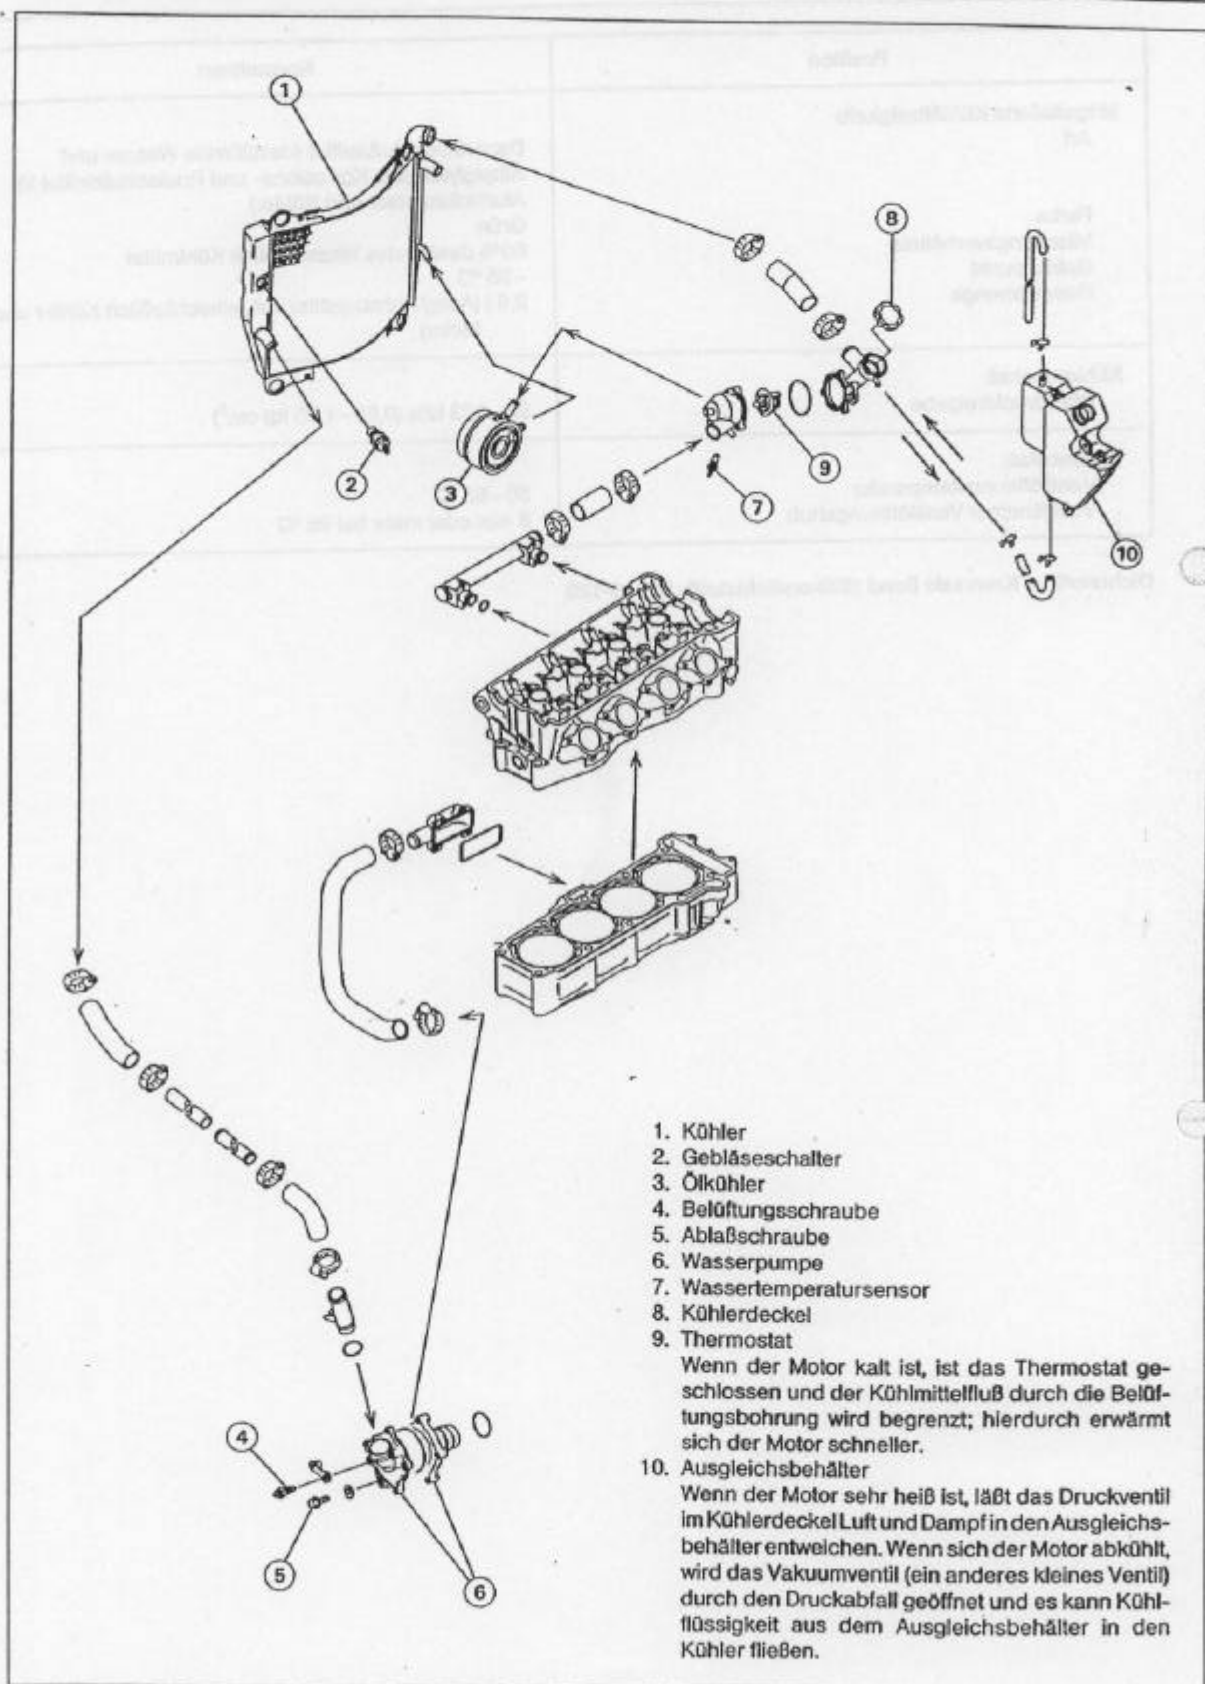 1
8
2
3
9
7
10
4
5
6
1. Kühler
2. Gebläseschalter
3. Ölkühler
4. Belüftungsschraube
5. Ablaßschraube
6. Wasserpumpe
7. Wassertemperatursensor
8. Kühlerdeckel
9. Thermostat
Wenn der Motor kalt ist, ist das Thermostat ge-
schlossen und der Kühlmittelfluß durch die Belüf-
tungsbohrung wird begrenzt; hierdurch erwärmt
sich der Motor schneller.
10. Ausgleichsbehälter
Wenn der Motor sehr heiß ist, läßt das Druckventil
im Kühlerdeckel Luft und Dampf in den Ausgleichs-
behälter entweichen. Wenn sich der Motor abkühlt,
wird das Vakuumventil (ein anderes kleines Ventil)
durch den Druckabfall geöffnet und es kann Kühl-
flüssigkeit aus dem Ausgleichsbehälter in den
Kühler fließen.